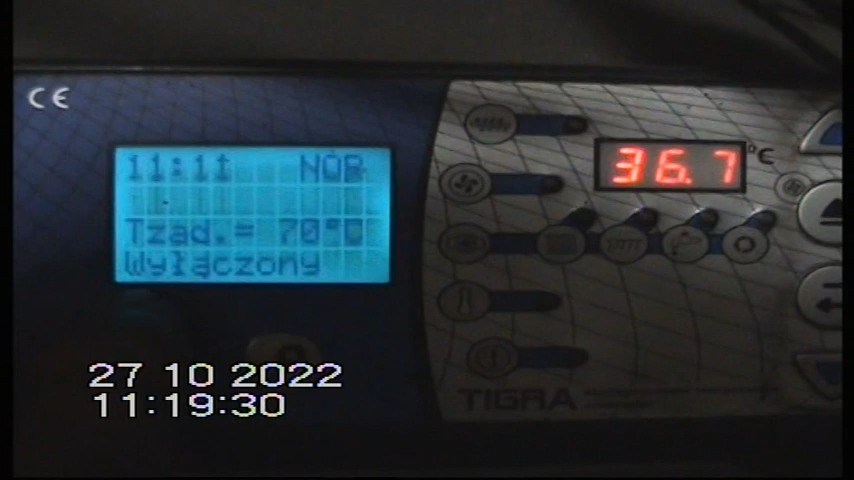 CE
11:11 NOR
Tzad.= 70°C
Wyłączony
36.7 °C
TIGRA
27 10 2022
11:19:30